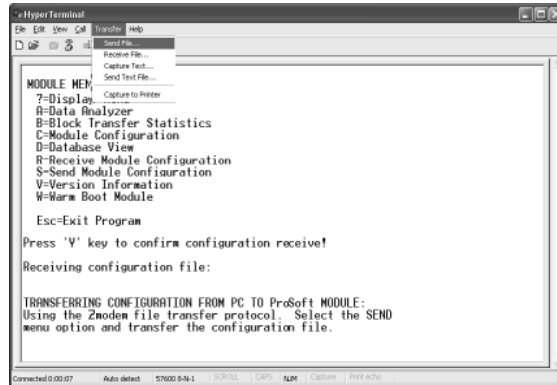 HyperTerminal
File Edit View Call Transfer Help
Send File...
Receive File...
Capture Text...
Send Text File...
Capture to Printer
MODULE MEN
?=Display
A=Data Analyzer
B=Block Transfer Statistics
C=Module Configuration
D=Database View
R=Receive Module Configuration
S=Send Module Configuration
V=Version Information
W=Warm Boot Module
Esc=Exit Program
Press 'Y' key to confirm configuration receive!
Receiving configuration file:
TRANSFERRING CONFIGURATION FROM PC TO ProSoft MODULE:
Using the Zmodem file transfer protocol. Select the SEND
menu option and transfer the configuration file.
Connected 0:00:07 Auto detect 57600 8-N-1 SCROLL CAPS NUM Capture Print echo